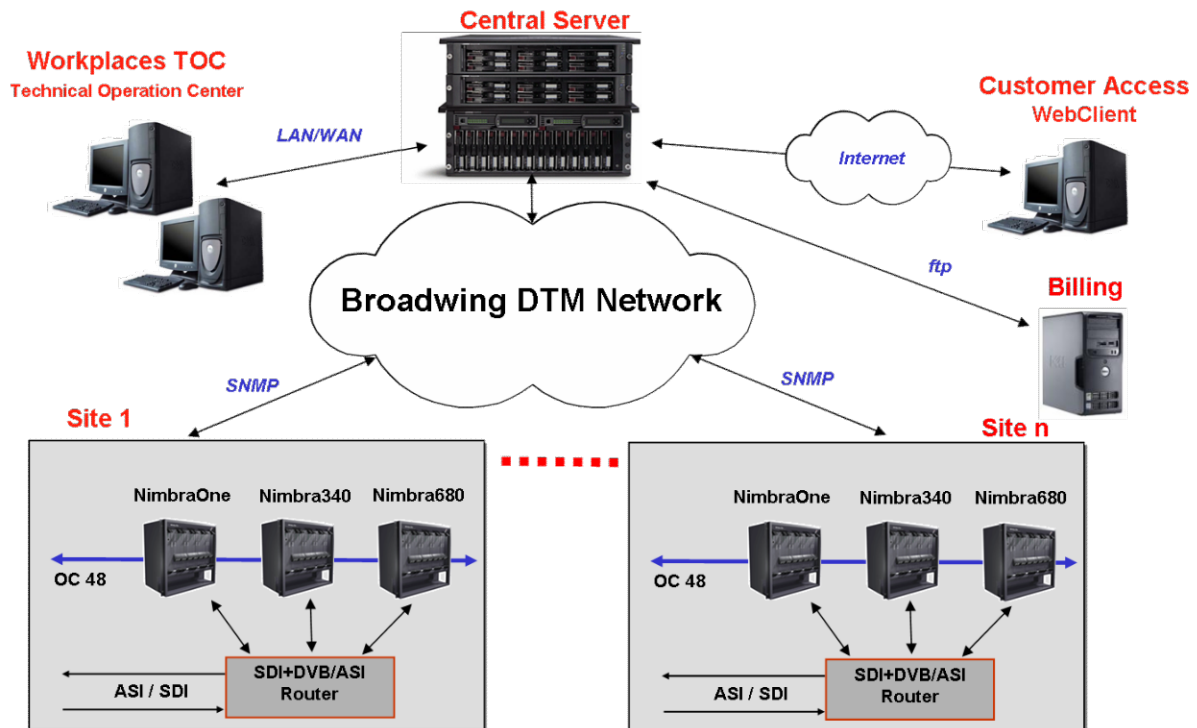 Central Server
Workplaces TOC
Technical Operation Center
Customer Access
WebClient
LAN/WAN
Internet
ftp
Billing
Broadwing DTM Network
SNMP
SNMP
Site 1
Site n
NimbraOne
Nimbra340
Nimbra680
OC 48
SDI+DVB/ASI
Router
ASI / SDI
NimbraOne
Nimbra340
Nimbra680
OC 48
SDI+DVB/ASI
Router
ASI / SDI